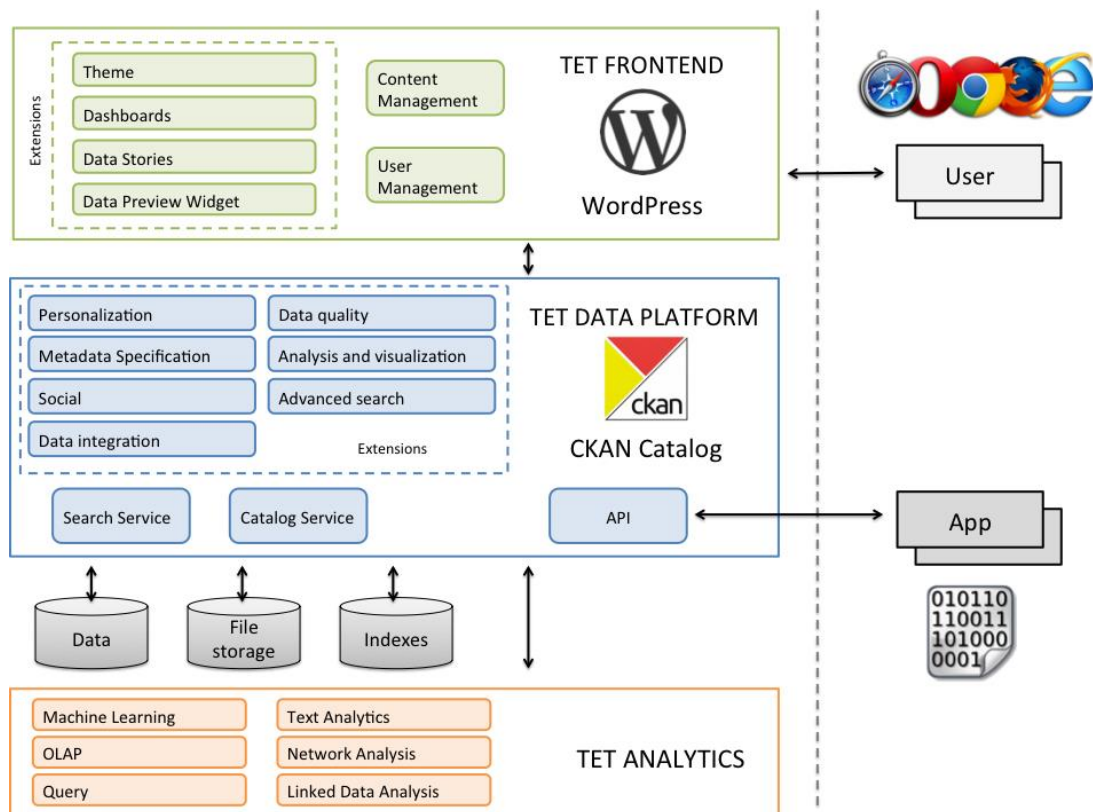 TET FRONTEND
Extensions
Theme
Dashboards
Data Stories
Data Preview Widget
Content
Management
User
Management
WordPress
User
TET DATA PLATFORM
Personalization
Data quality
Metadata Specification
Analysis and visualization
Social
Advanced search
Data integration
Extensions
ckan
CKAN Catalog
Search Service
Catalog Service
API
App
Data
File
storage
Indexes
010110
110011
101000
0001
Machine Learning
Text Analytics
OLAP
Network Analysis
Query
Linked Data Analysis
TET ANALYTICS